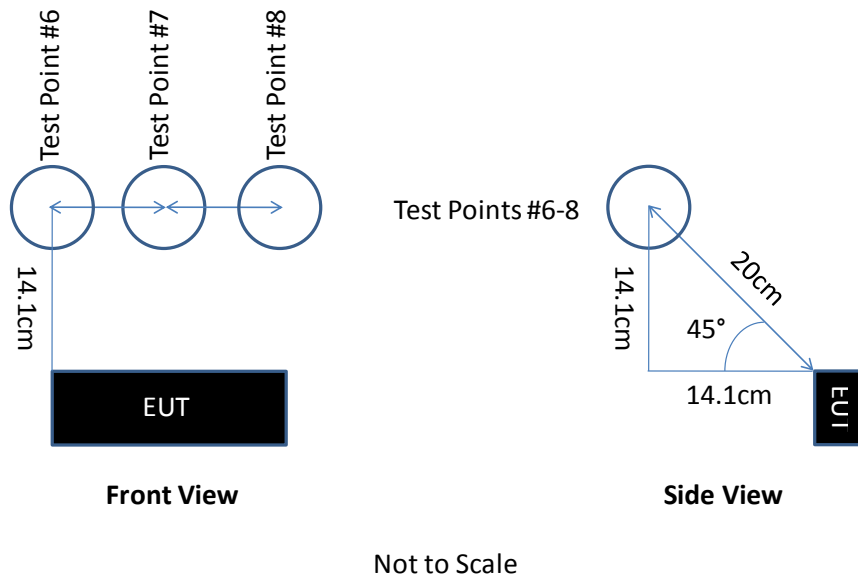 Test Point #6
Test Point #7
Test Point #8
14.1cm
EUT
Front View
Test Points #6-8
14.1cm
20cm
45°
14.1cm
EUT
Side View
Not to Scale